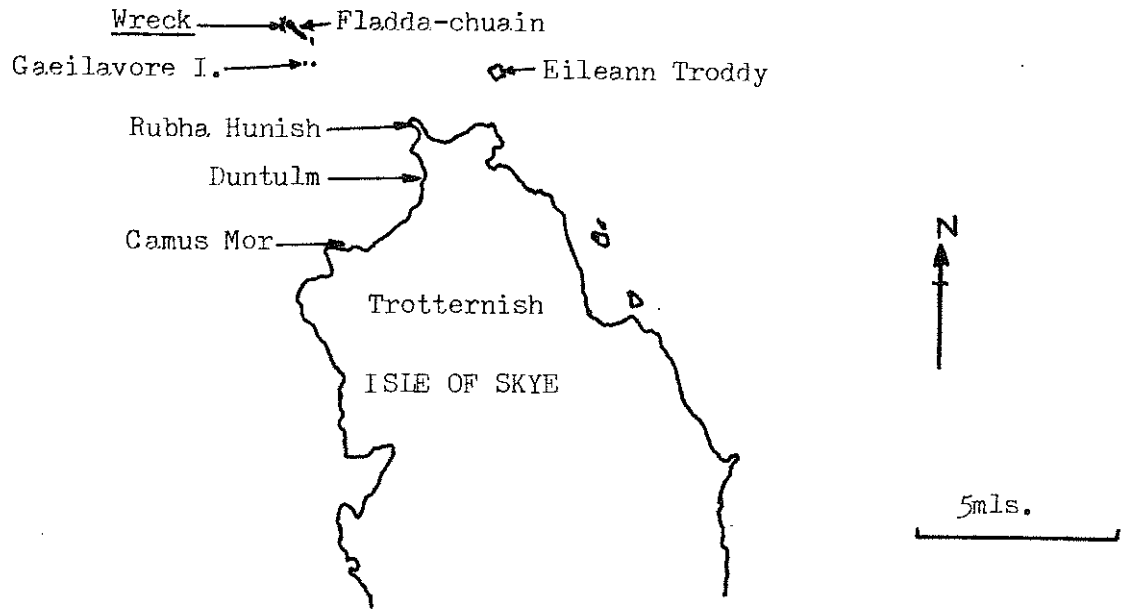 Wreck
Fladda-chuain
Gaeilavore I.
Eileann Troddy
Rubha Hunish
Duntulm
Camus Mor
N
Trotternish
ISLE OF SKYE
5mls.